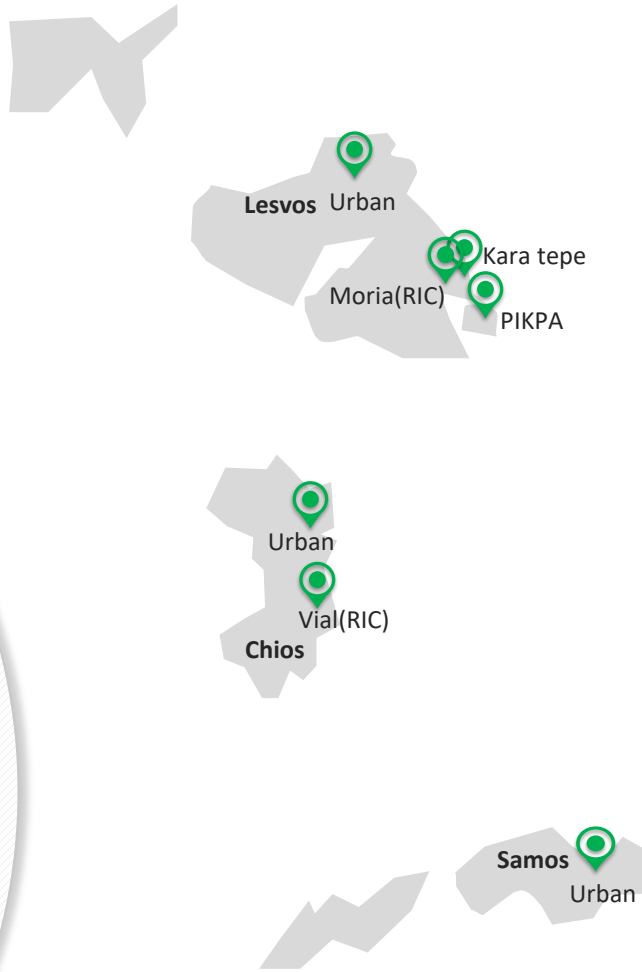 Lesvos Urban
Kara tepe
Moria(RIC)
PIKPA
Urban
Vial(RIC)
Chios
Samos
Urban